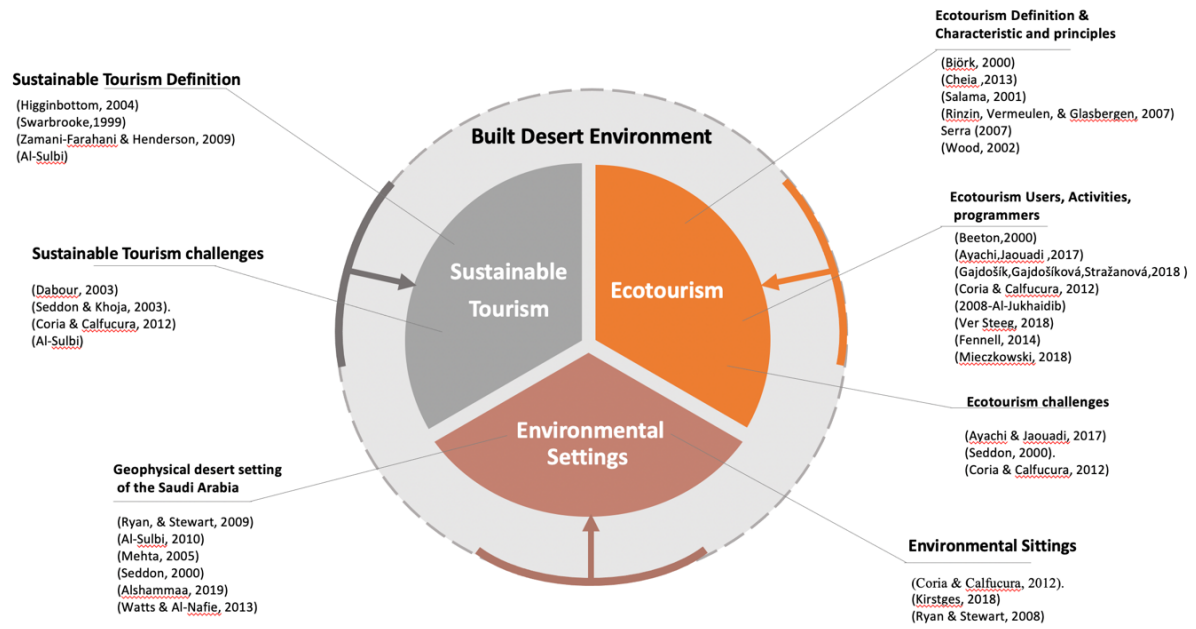 Ecotourism Definition &
Characteristic and principles
(Björk, 2000)
(Cheia ,2013)
(Salama, 2001)
(Rinzin, Vermeulen, & Glasbergen, 2007)
Serra (2007)
(Wood, 2002)
Sustainable Tourism Definition
(Higginbottom, 2004)
(Swarbrooke,1999)
(Zamani-Farahani & Henderson, 2009)
(Al-Sulbi)
Built Desert Environment
Ecotourism Users, Activities,
programmers
(Beeton,2000)
(Ayachi,Jaouadi ,2017)
(Gajdošík,Gajdošíková,Stražanová,2018 )
(Coria & Calfucura, 2012)
(2008-Al-Jukhaidib)
(Ver Steeg, 2018)
(Fennell, 2014)
(Mieczkowski, 2018)
Sustainable Tourism challenges
(Dabour, 2003)
(Seddon & Khoja, 2003).
(Coria & Calfucura, 2012)
(Al-Sulbi)
Sustainable
Tourism
Ecotourism
Ecotourism challenges
(Ayachi & Jaouadi, 2017)
(Seddon, 2000).
(Coria & Calfucura, 2012)
Environmental
Settings
Geophysical desert setting
of the Saudi Arabia
(Ryan, & Stewart, 2009)
(Al-Sulbi, 2010)
(Mehta, 2005)
(Seddon, 2000)
(Alshammaa, 2019)
(Watts & Al-Nafie, 2013)
Environmental Sittings
(Coria & Calfucura, 2012).
(Kirstges, 2018)
(Ryan & Stewart, 2008)